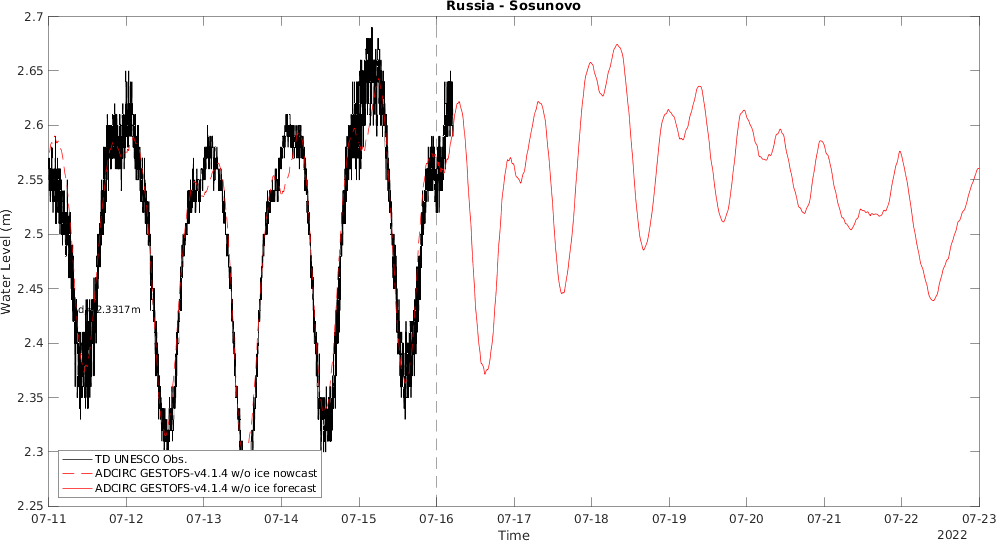 Russia - Sosunovo
2.7
2.65
2.6
2.55
2.5
2.45
2.4
2.35
2.3
2.25
Water Level (m)
2.3317m
TD UNESCO Obs.
ADCIRC GESTOFS-v4.1.4 w/o ice nowcast
ADCIRC GESTOFS-v4.1.4 w/o ice forecast
07-11 07-12 07-13 07-14 07-15 07-16 07-17 07-18 07-19 07-20 07-21 07-22 07-23
Time
2022